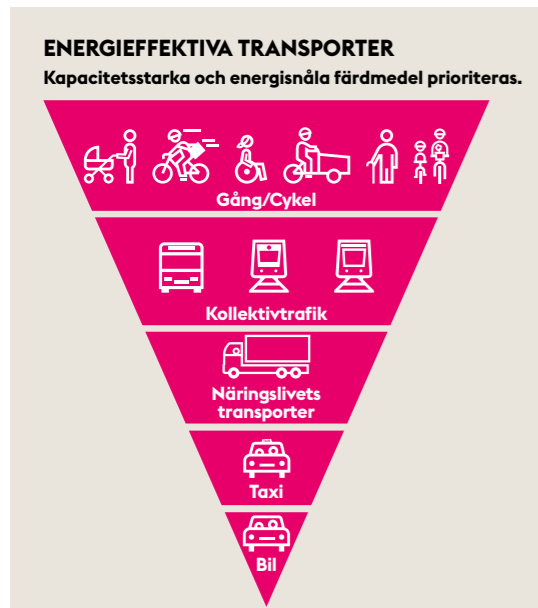 ENERGIEFFEKTIVA TRANSPORTER
Kapacitetsstarka och energisnåla färdmedel prioriteras.
Gång/Cykel
Kollektivtrafik
Näringslivets
transporter
Taxi
Bil